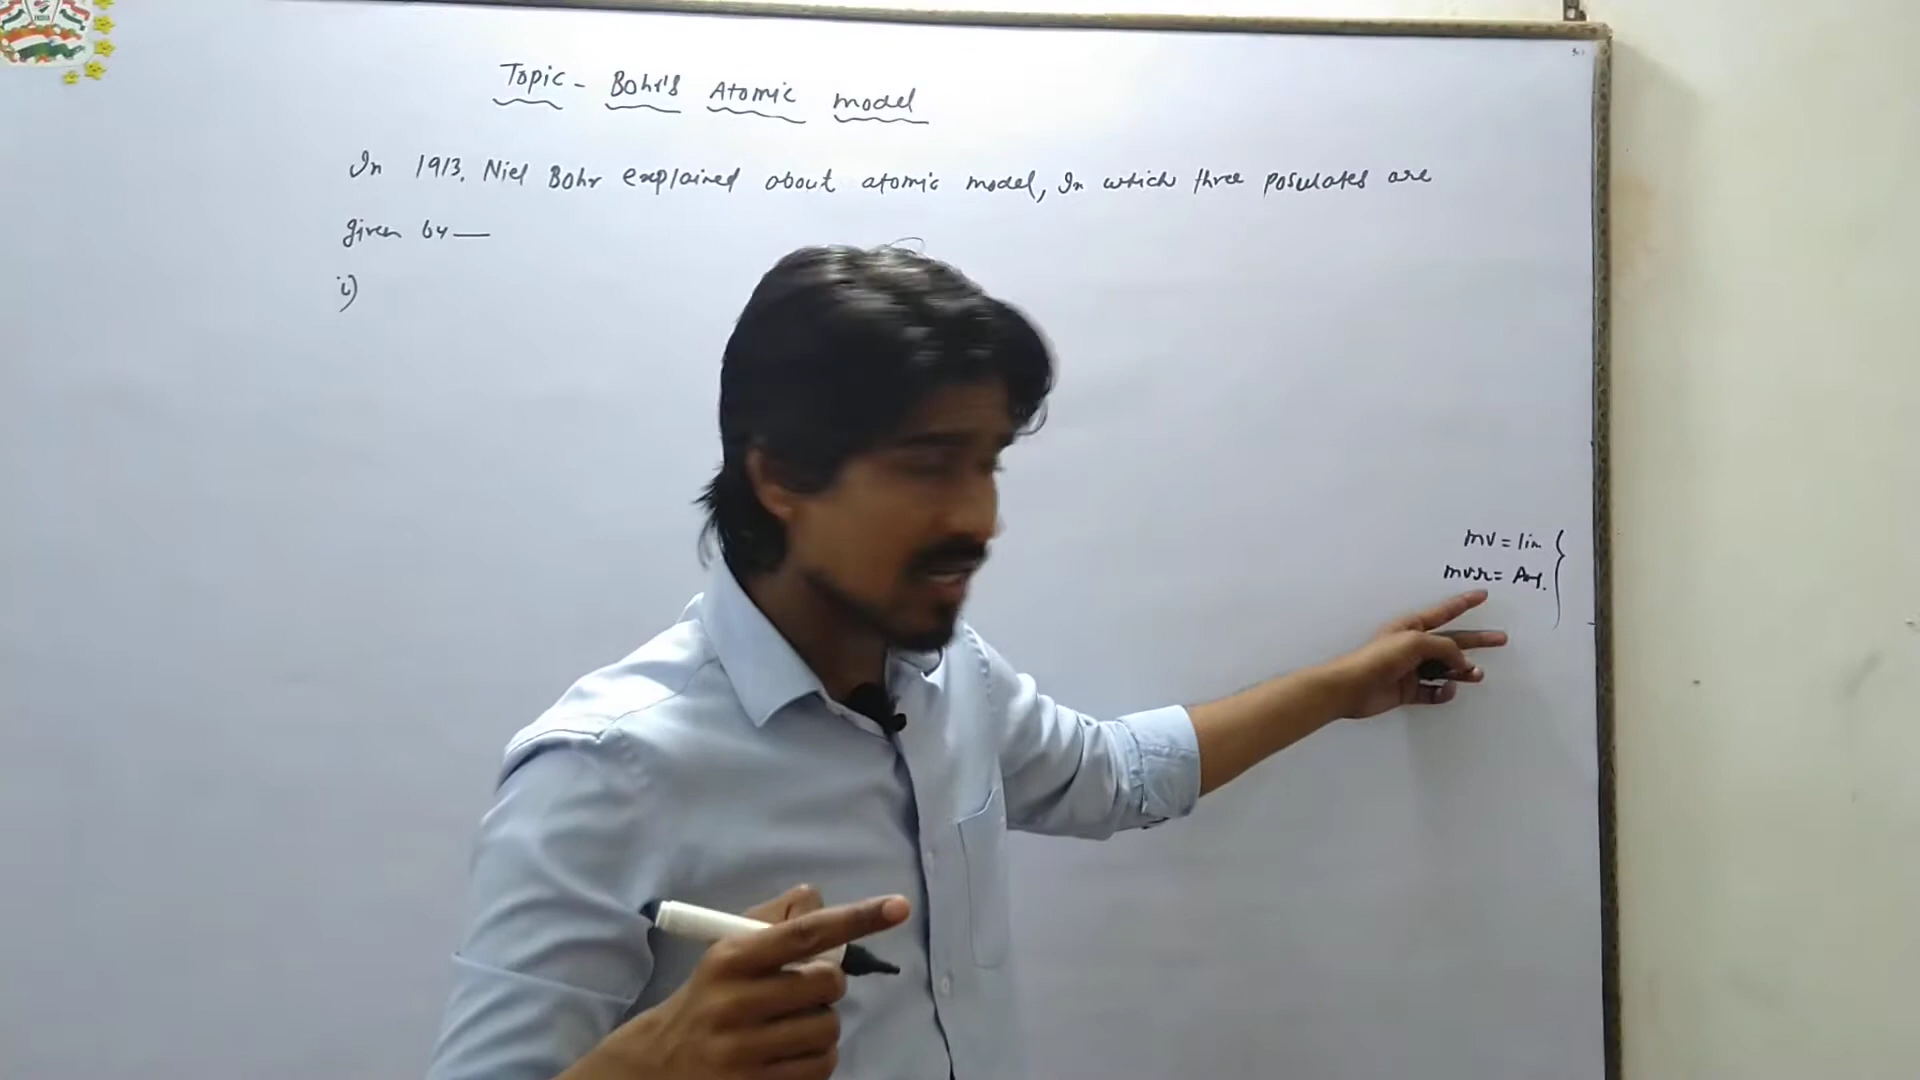 INDIA
Topic - Bohr's Atomic model
In 1913, Niel Bohr explained about atomic model, In which three posulates are
given by —
i)
mv = lin
mvr = Ang.